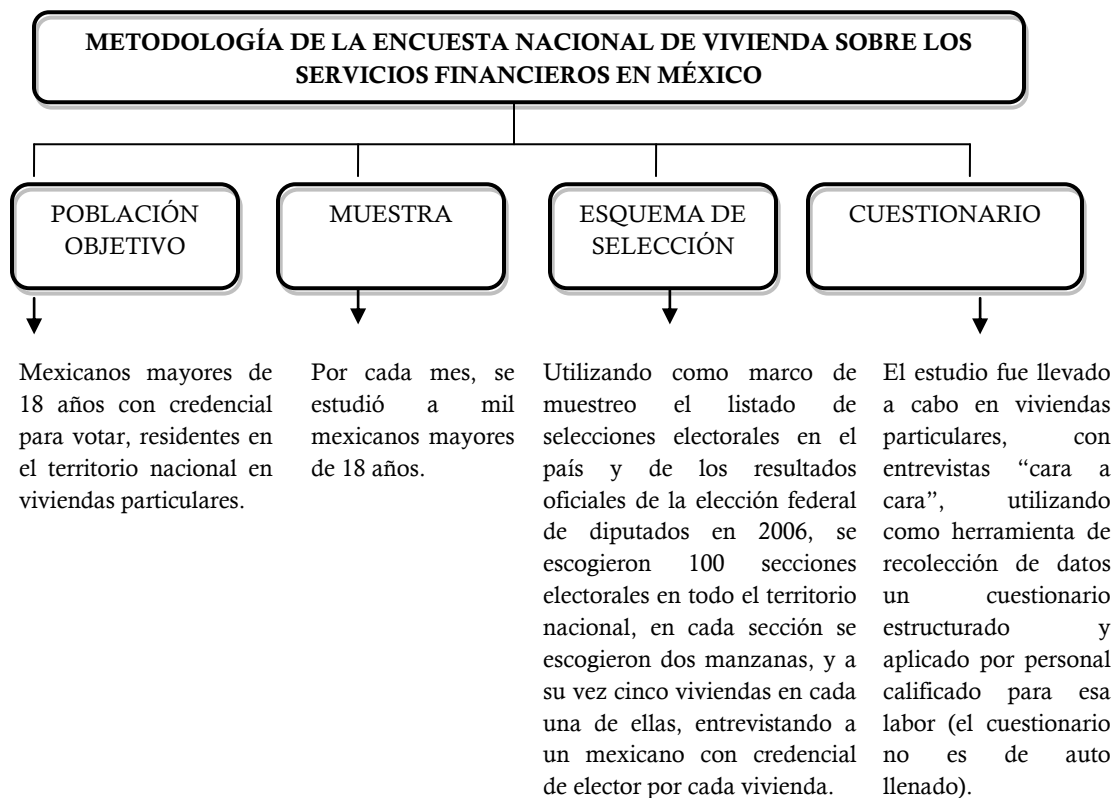 METODOLOGÍA DE LA ENCUESTA NACIONAL DE VIVIENDA SOBRE LOS
SERVICIOS FINANCIEROS EN MÉXICO
POBLACIÓN
OBJETIVO
MUESTRA
ESQUEMA DE
SELECCIÓN
CUESTIONARIO
Mexicanos mayores de
18 años con credencial
para votar, residentes en
el territorio nacional en
viviendas particulares.
Por cada mes, se
estudió a mil
mexicanos mayores
de 18 años.
Utilizando como marco de
muestreo el listado de
selecciones electorales en el
país y de los resultados
oficiales de la elección federal
de diputados en 2006, se
escogieron 100 secciones
electorales en todo el territorio
nacional, en cada sección se
escogieron dos manzanas, y a
su vez cinco viviendas en cada
una de ellas, entrevistando a
un mexicano con credencial
de elector por cada vivienda.
El estudio fue llevado
a cabo en viviendas
particulares, con
entrevistas “cara a
cara”, utilizando
como herramienta de
recolección de datos
un cuestionario
estructurado y
aplicado por personal
calificado para esa
labor (el cuestionario
no es de auto
llenado).